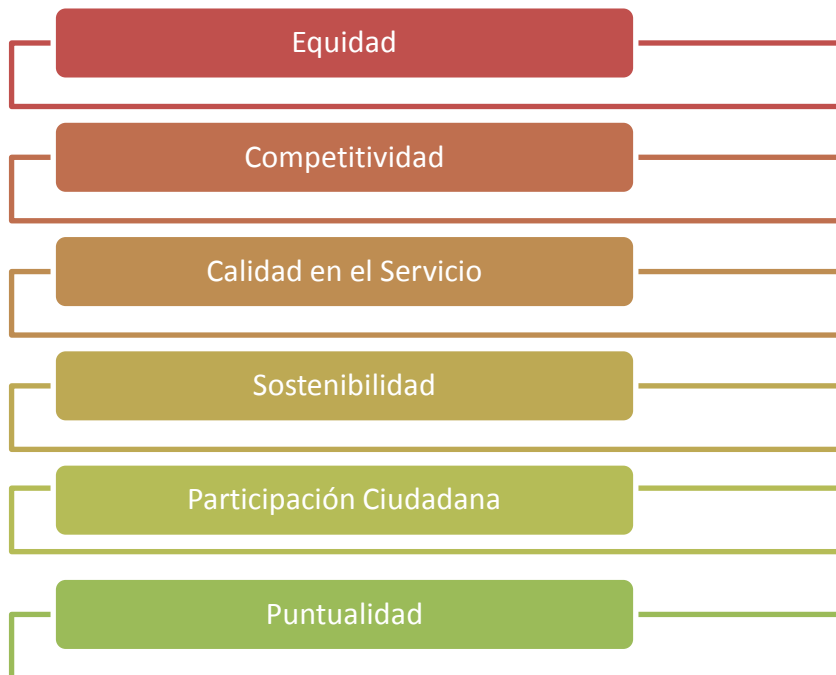 Equidad
Competitividad
Calidad en el Servicio
Sostenibilidad
Participación Ciudadana
Puntualidad